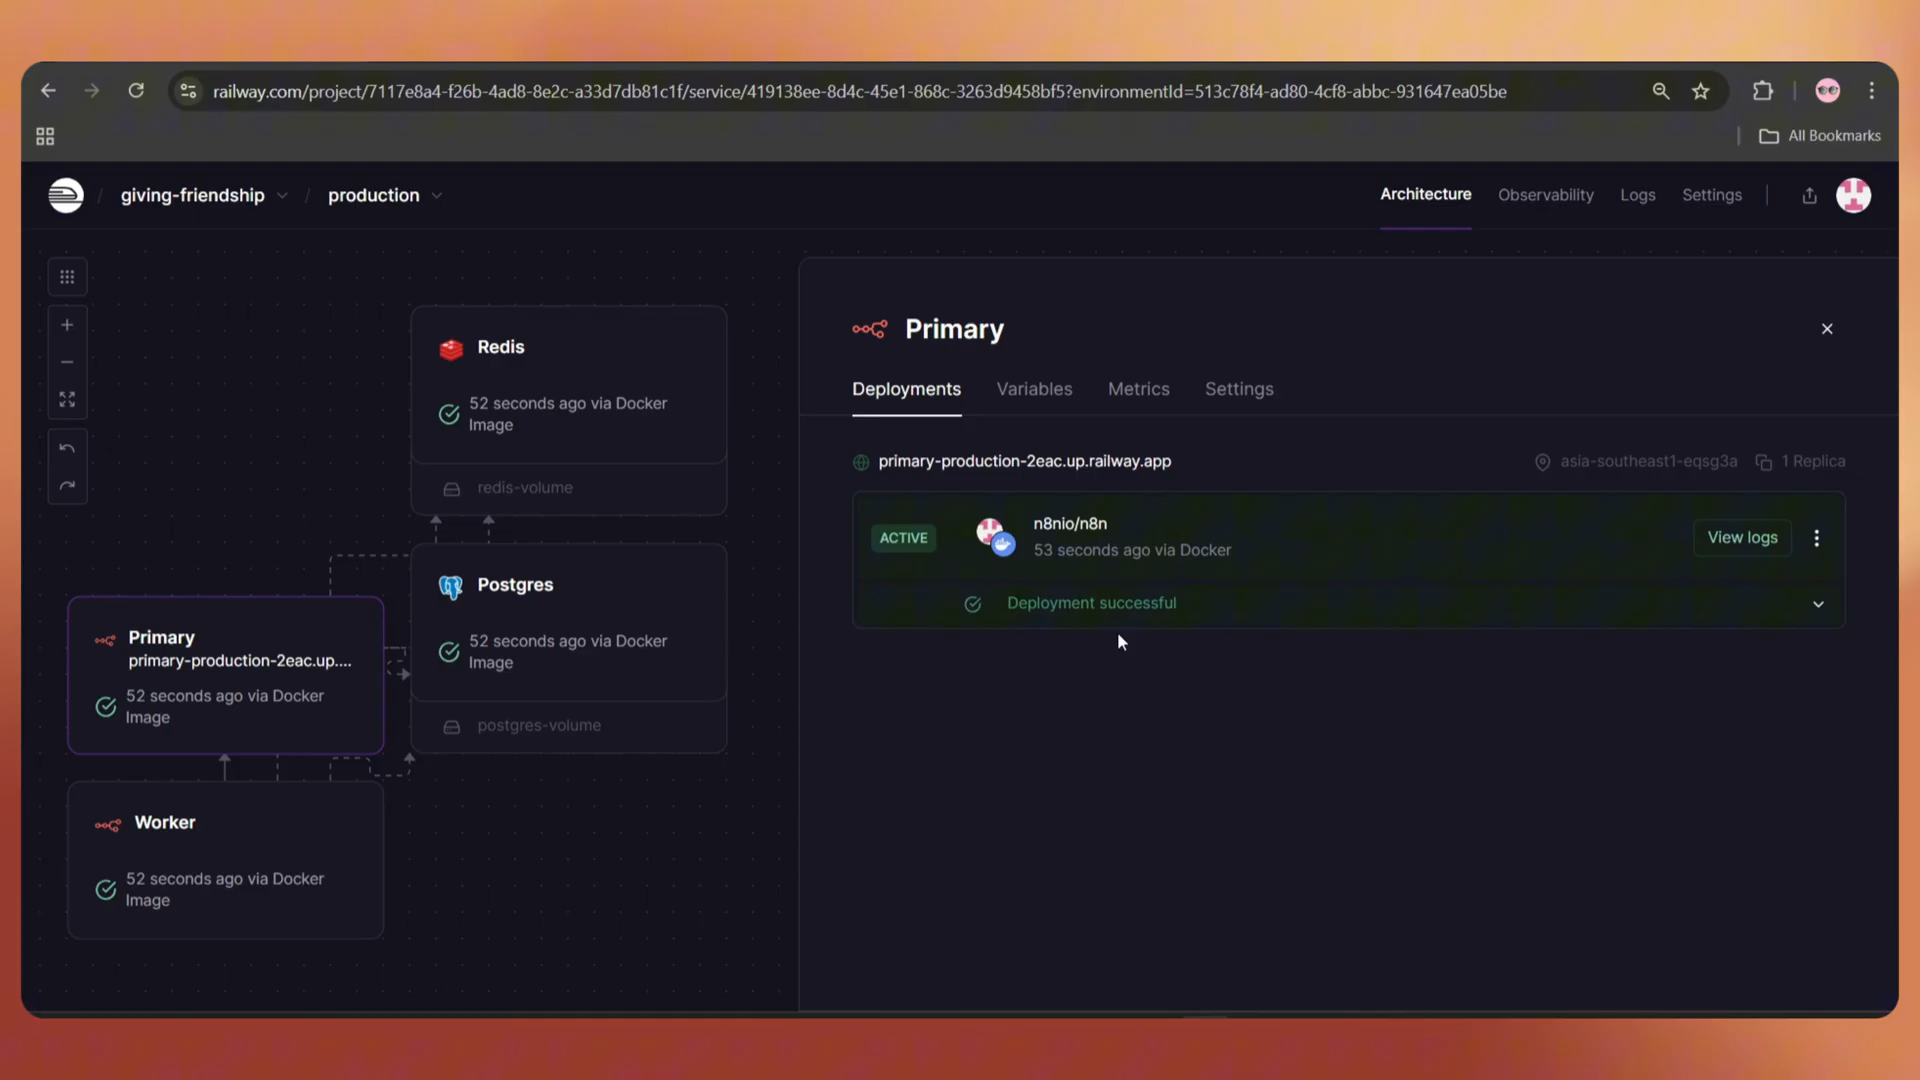 railway.com/project/7117e8a4-f26b-4ad8-8e2c-a33d7db81c1f/service/419138ee-8d4c-45e1-868c-3263d9458bf5?environmentId=513c78f4-ad80-4cf8-abbc-931647ea05be
All Bookmarks
/ giving-friendship / production
Architecture Observability Logs Settings
Redis
52 seconds ago via Docker
Image
redis-volume
Postgres
52 seconds ago via Docker
Image
postgres-volume
Primary
primary-production-2eac.up....
52 seconds ago via Docker
Image
Worker
52 seconds ago via Docker
Image
Primary
Deployments Variables Metrics Settings
primary-production-2eac.up.railway.app
asia-southeast1-eqsg3a 1 Replica
ACTIVE
n8nio/n8n
53 seconds ago via Docker
View logs
Deployment successful